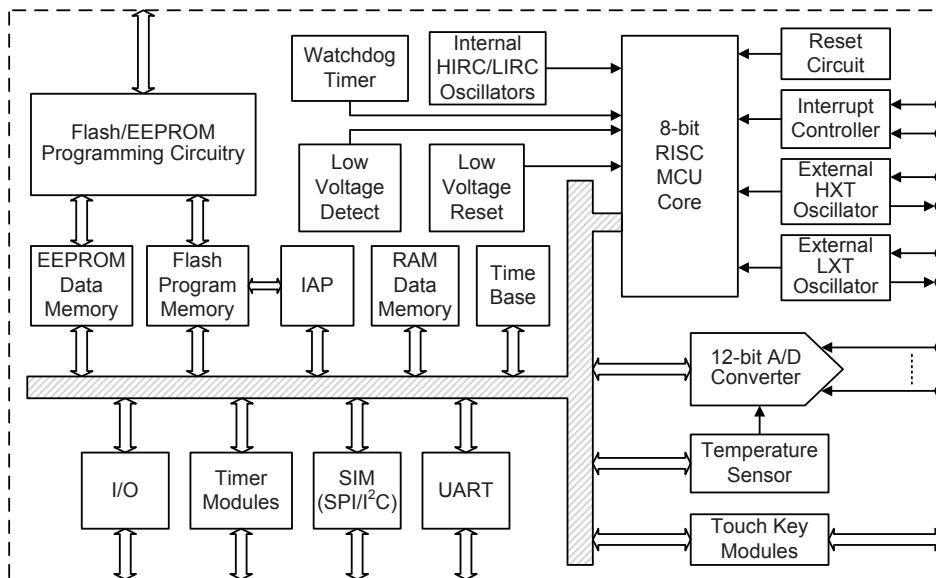 Watchdog
Timer
Internal
HIRC/LIRC
Oscillators
8-bit
RISC
MCU
Core
Reset
Circuit
Flash/EEPROM
Programming Circuitry
Interrupt
Controller
Low
Voltage
Detect
Low
Voltage
Reset
External
HXT
Oscillator
EEPROM
Data
Memory
Flash
Program
Memory
IAP
RAM
Data
Memory
Time
Base
External
LXT
Oscillator
12-bit A/D
Converter
I/O
Timer
Modules
SIM
(SPI/I²C)
UART
Temperature
Sensor
Touch Key
Modules